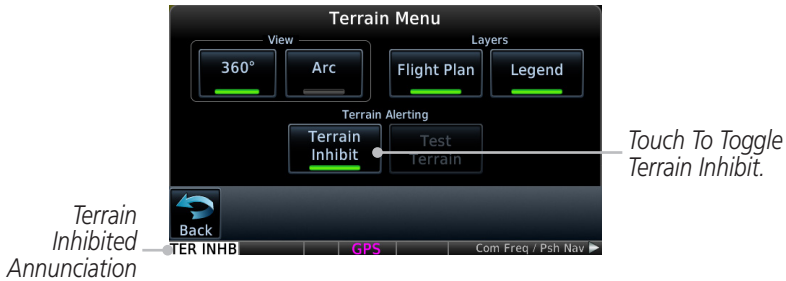 Terrain Menu
View
Layers
360°
Arc
Flight Plan
Legend
Terrain Alerting
Terrain
Inhibit
Test
Terrain
Touch To Toggle
Terrain Inhibit.
Back
Terrain
Inhibited
Annunciation
TER INHB
GPS
Com Freq / Psh Nav